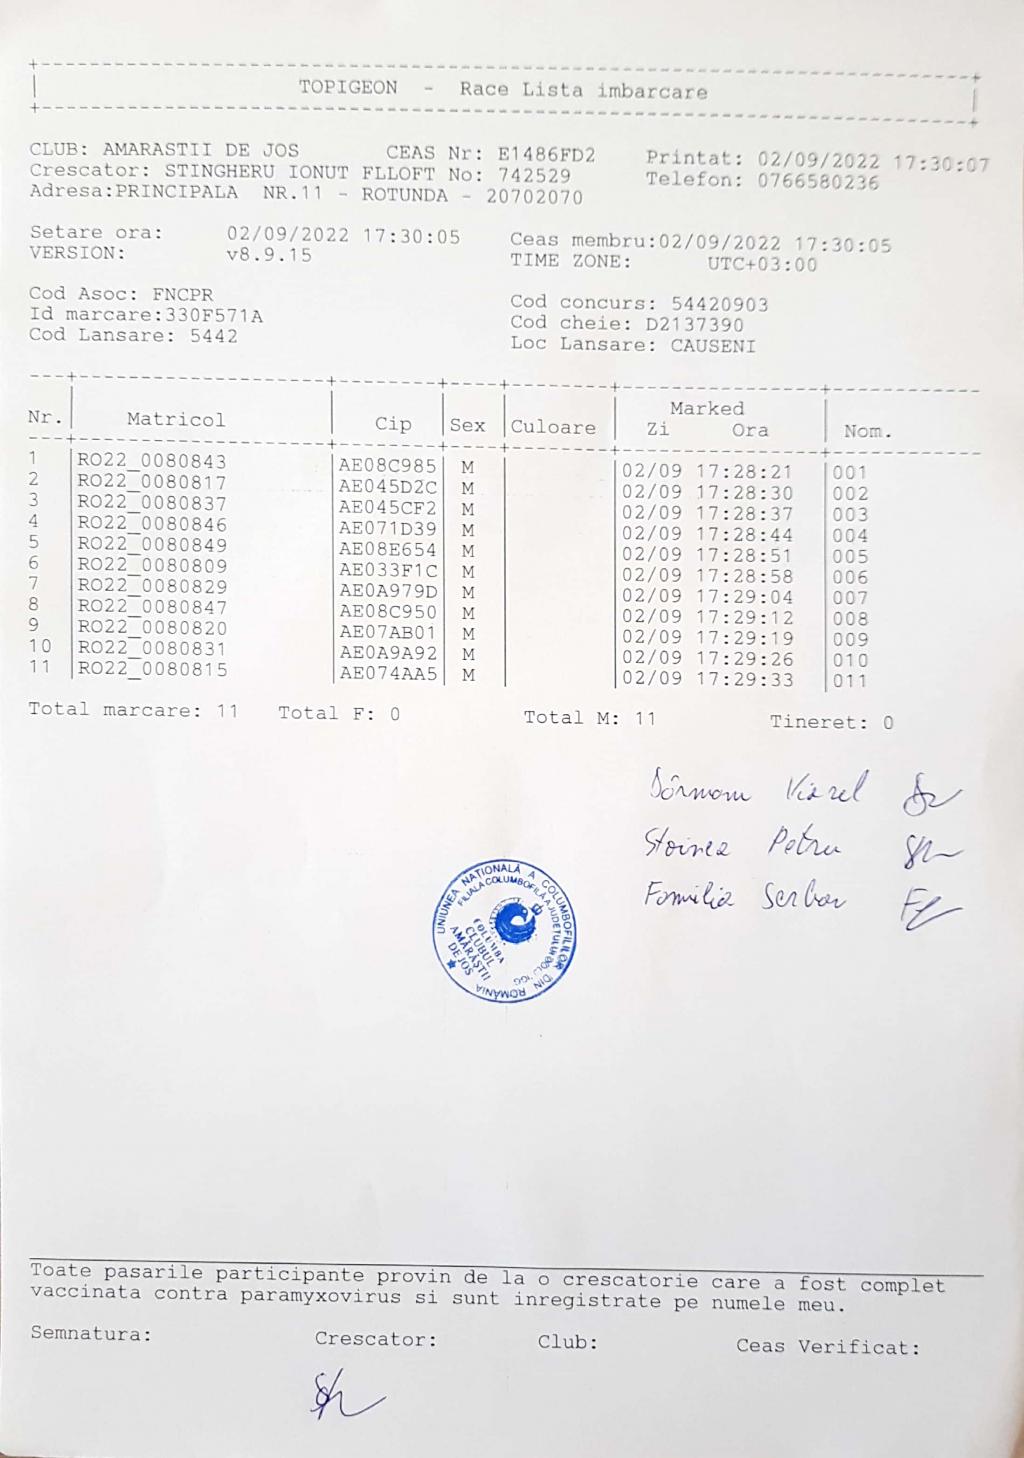 TOPIGEON - Race Lista imbarcare
CLUB: AMARASTII DE JOS CEAS Nr: E1486FD2 Printat: 02/09/2022 17:30:07
Crescator: STINGHERU IONUT FLLOFT No: 742529 Telefon: 0766580236
Adresa:PRINCIPALA NR.11 - ROTUNDA - 20702070
Setare ora: 02/09/2022 17:30:05 Ceas membru:02/09/2022 17:30:05
VERSION: v8.9.15 TIME ZONE: UTC+03:00
Cod Asoc: FNCPR Cod concurs: 54420903
Id marcare:330F571A Cod cheie: D2137390
Cod Lansare: 5442 Loc Lansare: CAUSENI
Marked
Nr. Matricol Cip Sex Culoare Zi Ora Nom.
1 RO22_0080843 AE08C985 M 02/09 17:28:21 001
2 RO22_0080817 AE045D2C M 02/09 17:28:30 002
3 RO22_0080837 AE045CF2 M 02/09 17:28:37 003
4 RO22_0080846 AE071D39 M 02/09 17:28:44 004
5 RO22_0080849 AE08E654 M 02/09 17:28:51 005
6 RO22_0080809 AE033F1C M 02/09 17:28:58 006
7 RO22_0080829 AE0A979D M 02/09 17:29:04 007
8 RO22_0080847 AE08C950 M 02/09 17:29:12 008
9 RO22_0080820 AE07AB01 M 02/09 17:29:19 009
10 RO22_0080831 AE0A9A92 M 02/09 17:29:26 010
11 RO22_0080815 AE074AA5 M 02/09 17:29:33 011
Total marcare: 11 Total F: 0 Total M: 11 Tineret: 0
Viorel
Stoinea Petru
Familia Serban
UNIUNEA NATIONALĂ A COLUMBOFILILOR DIN ROMANIA
FILIALA COLUMBOFILĂ A JUDETULUI DOLJ
COLUMBA
CLUBUL
AMĂRĂŞTII
DE JOS
Toate pasarile participante provin de la o crescatorie care a fost complet
vaccinata contra paramyxovirus si sunt inregistrate pe numele meu.
Semnatura: Crescator: Club: Ceas Verificat: